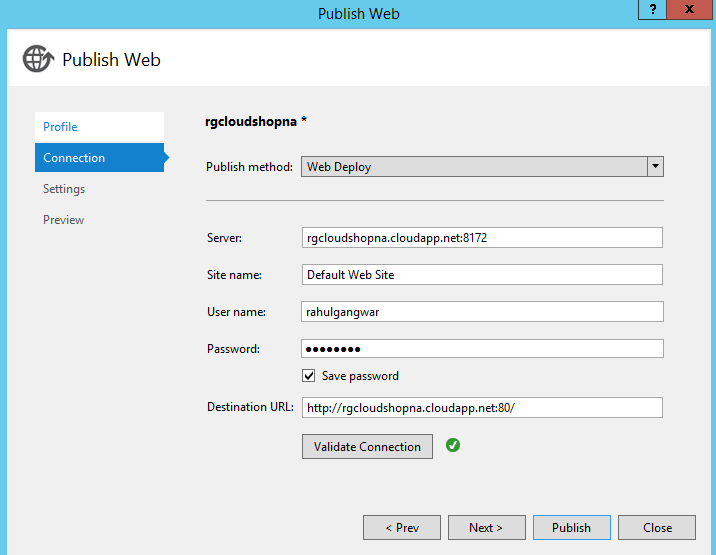 Publish Web
?
x
Publish Web
Profile
Connection
Settings
Preview
rgcloudshopna *
Publish method: Web Deploy
Server: rgcloudshopna.cloudapp.net:8172
Site name: Default Web Site
User name: rahulgangwar
Password: ●●●●●●●●
Save password
Destination URL: http://rgcloudshopna.cloudapp.net:80/
Validate Connection
< Prev
Next >
Publish
Close